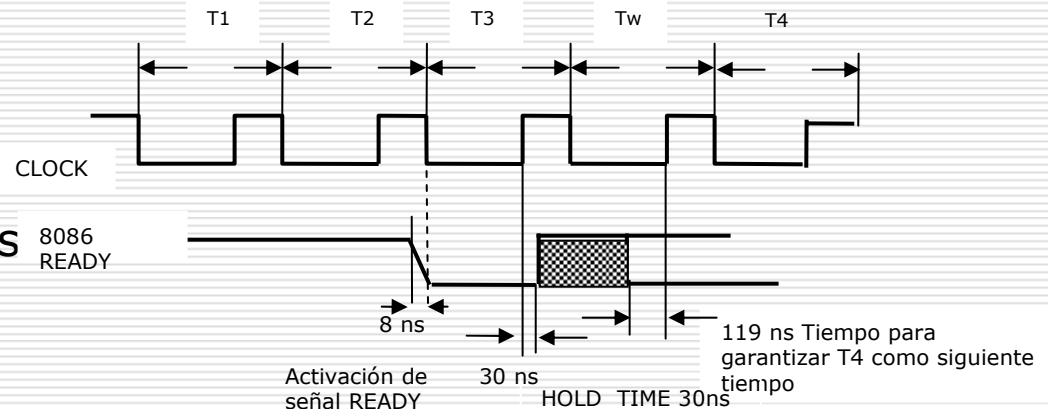 T1 T2 T3 Tw T4
CLOCK
S 8086
READY
8 ns
119 ns Tiempo para
garantizar T4 como siguiente
tiempo
Activación de 30 ns
señal READY HOLD TIME 30ns